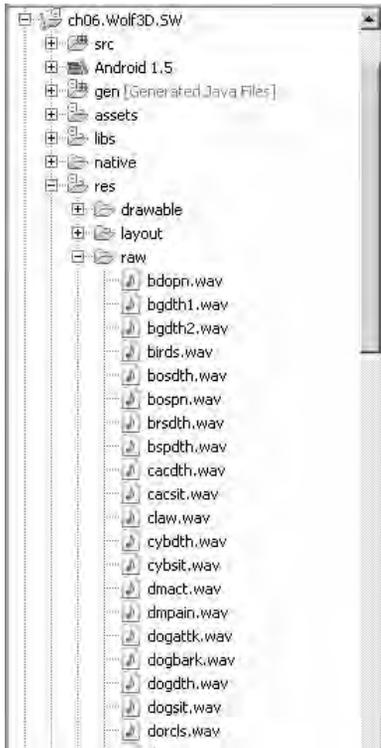 ch06.Wolf3D.SW
src
Android 1.5
gen [Generated Java Files]
assets
libs
native
res
drawable
layout
raw
bdopn.wav
bgdth1.wav
bgdth2.wav
birds.wav
bosdth.wav
bospn.wav
brsdth.wav
bspdth.wav
cacdth.wav
cacsit.wav
claw.wav
cybdth.wav
cybsit.wav
dmact.wav
dmpain.wav
dogattk.wav
dogbark.wav
dogdth.wav
dogsit.wav
dorcls.wav